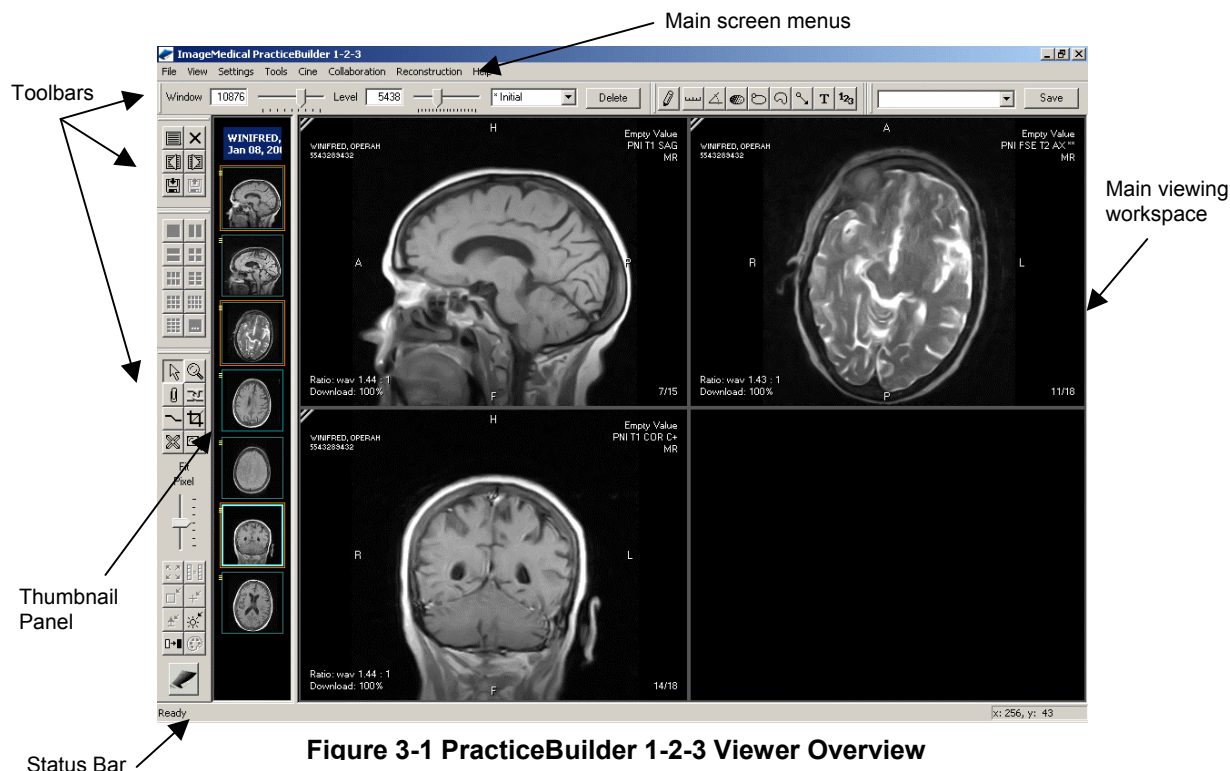 Main screen menus
ImageMedical PracticeBuilder 1-2-3
File View Settings Tools Cine Collaboration Reconstruction Help
Toolbars
Window 10876 Level 5438 * Initial Delete T 123 Save
WINIFRED,
Jan 08, 200
H
WINIFRED, OPERAH
5543289432
Empty Value
PNI T1 SAG
MR
A
P
Ratio: wav 1.44 : 1
Download: 100%
F
7/15
A
WINIFRED, OPERAH
5543289432
Empty Value
PNI FSE T2 AX **
MR
R
L
Ratio: wav 1.43 : 1
Download: 100%
P
11/18
Main viewing
workspace
H
WINIFRED, OPERAH
5543289432
Empty Value
PNI T1 COR C+
MR
R
L
Ratio: wav 1.44 : 1
Download: 100%
F
14/18
Fit
Pixel
Thumbnail
Panel
Ready
x: 256, y: 43
Status Bar
Figure 3-1 PracticeBuilder 1-2-3 Viewer Overview